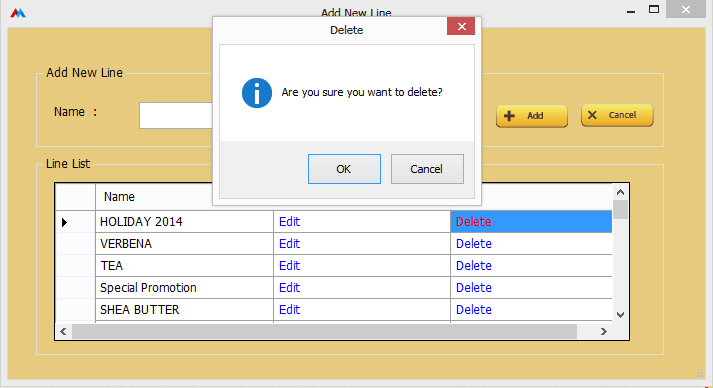 Add New Line
Delete
Are you sure you want to delete?
OK Cancel
Add New Line
Name :
Add
Cancel
Line List
Name
HOLIDAY 2014 Edit Delete
VERBENA Edit Delete
TEA Edit Delete
Special Promotion Edit Delete
SHEA BUTTER Edit Delete